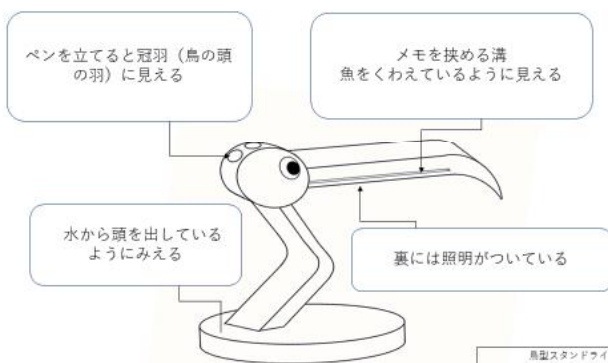 ペンを立てると冠羽（鳥の頭
の羽）に見える
メモを挟める溝
魚をくわえているように見える
水から頭を出している
ようにみえる
裏には照明がついている
鳥型スタンドライ